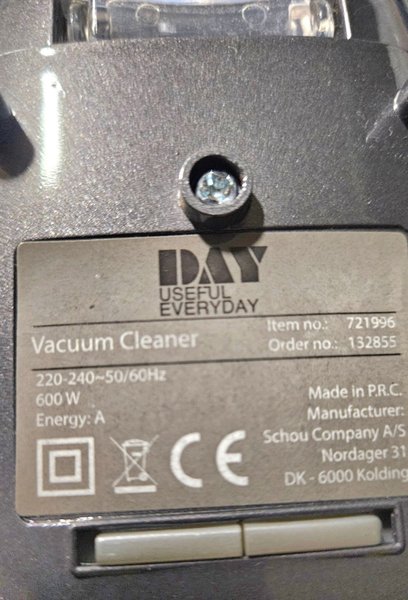 DAY
USEFUL
EVERYDAY
Vacuum Cleaner
Item no.: 721996
Order no.: 132855
220-240~50/60Hz
600 W
Energy: A
Made in P.R.C.
Manufacturer:
Schou Company A/S
Nordager 31
DK - 6000 Kolding
CE